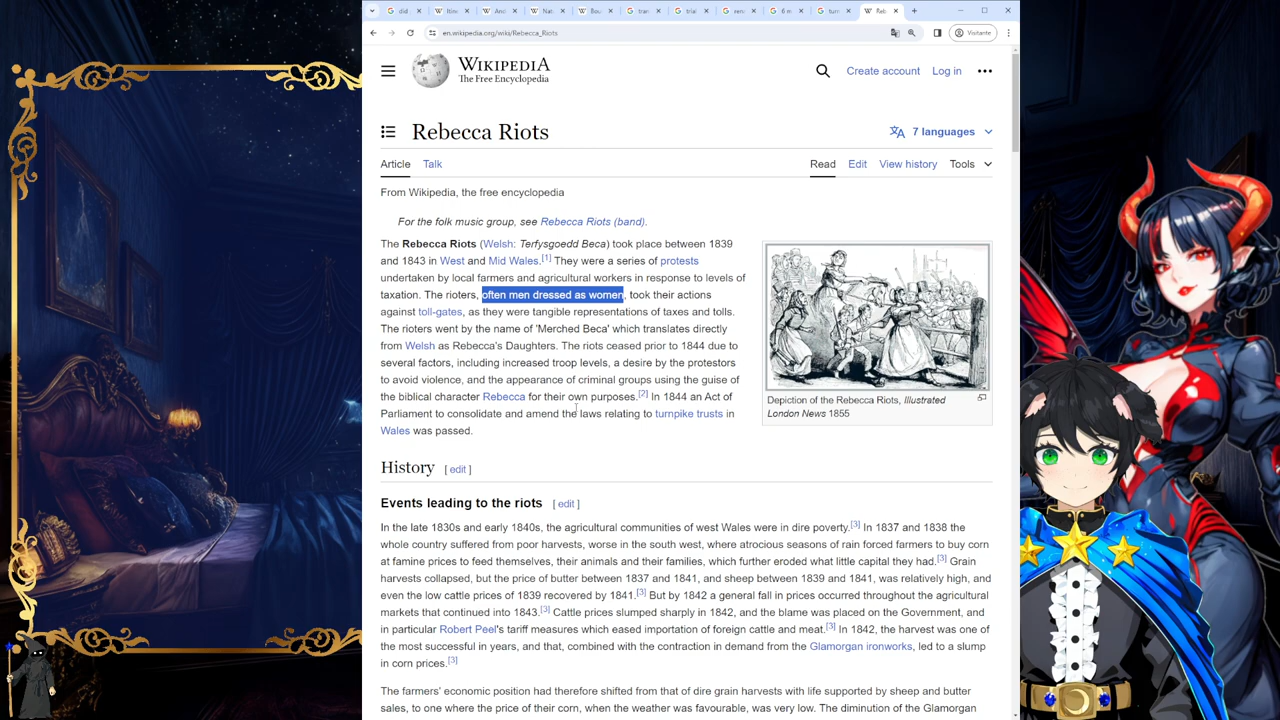 did
Itine
And
Nat
Bou
tran
trial
rem
6 m
turn
Reb
en.wikipedia.org/wiki/Rebecca_Riots
Visitante
WIKIPEDIA
The Free Encyclopedia
Create account
Log in
Rebecca Riots
7 languages
Article
Talk
Read
Edit
View history
Tools
From Wikipedia, the free encyclopedia
For the folk music group, see Rebecca Riots (band).
The Rebecca Riots (Welsh: Terfysgoedd Beca) took place between 1839
and 1843 in West and Mid Wales.[1] They were a series of protests
undertaken by local farmers and agricultural workers in response to levels of
taxation. The rioters, often men dressed as women, took their actions
against toll-gates, as they were tangible representations of taxes and tolls.
The rioters went by the name of 'Merched Beca' which translates directly
from Welsh as Rebecca's Daughters. The riots ceased prior to 1844 due to
several factors, including increased troop levels, a desire by the protestors
to avoid violence, and the appearance of criminal groups using the guise of
the biblical character Rebecca for their own purposes.[2] In 1844 an Act of
Parliament to consolidate and amend the laws relating to turnpike trusts in
Wales was passed.
Depiction of the Rebecca Riots, Illustrated
London News 1855
History [ edit ]
Events leading to the riots [ edit ]
In the late 1830s and early 1840s, the agricultural communities of west Wales were in dire poverty.[3] In 1837 and 1838 the
whole country suffered from poor harvests, worse in the south west, where atrocious seasons of rain forced farmers to buy corn
at famine prices to feed themselves, their animals and their families, which further eroded what little capital they had.[3] Grain
harvests collapsed, but the price of butter between 1837 and 1841, and sheep between 1839 and 1841, was relatively high, and
even the low cattle prices of 1839 recovered by 1841.[3] But by 1842 a general fall in prices occurred throughout the agricultural
markets that continued into 1843.[3] Cattle prices slumped sharply in 1842, and the blame was placed on the Government, and
in particular Robert Peel's tariff measures which eased importation of foreign cattle and meat.[3] In 1842, the harvest was one of
the most successful in years, and that, combined with the contraction in demand from the Glamorgan ironworks, led to a slump
in corn prices.[3]
The farmers' economic position had therefore shifted from that of dire grain harvests with life supported by sheep and butter
sales, to one where the price of their corn, when the weather was favourable, was very low. The diminution of the Glamorgan